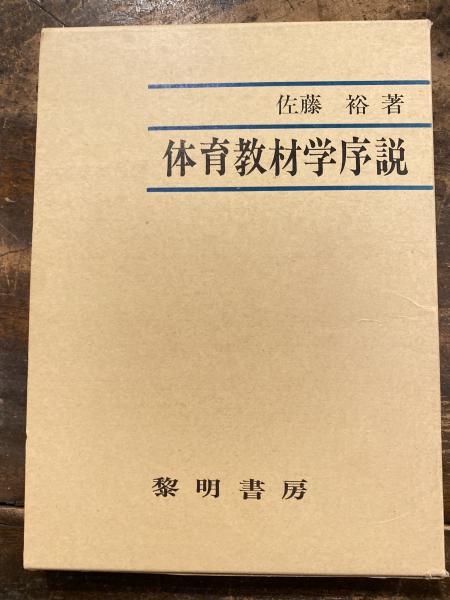 佐藤 裕 著
体育教材学序説
黎明書房